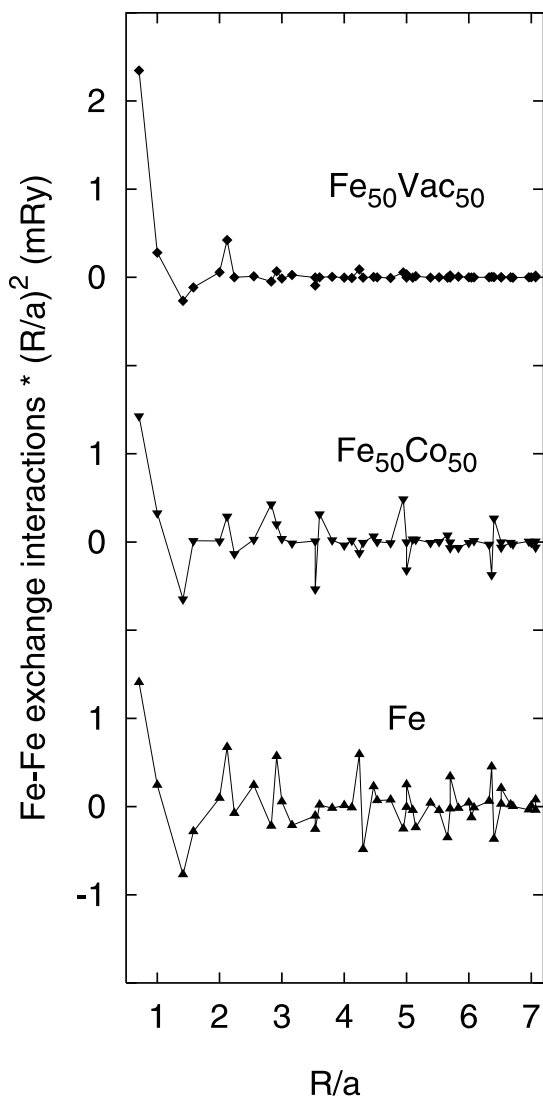 Fe-Fe exchange interactions * (R/a)^2 (mRy)
2
1
0
Fe50Vac50
1
0
Fe50Co50
1
0
-1
Fe
1 2 3 4 5 6 7
R/a